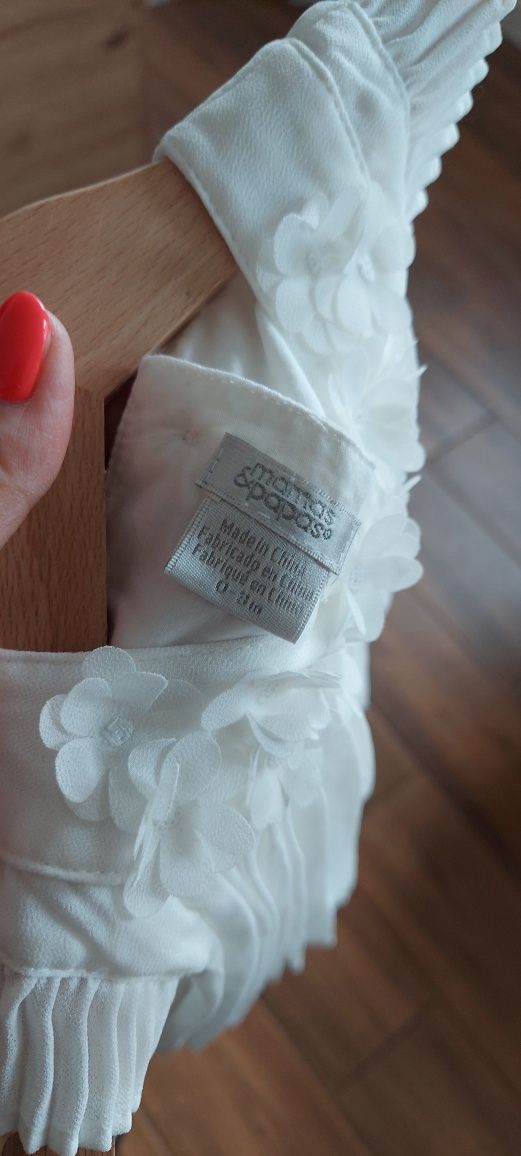 mamas
&papas
Made in China
Fabricado en China
Fabriqué en Chine
0-3m